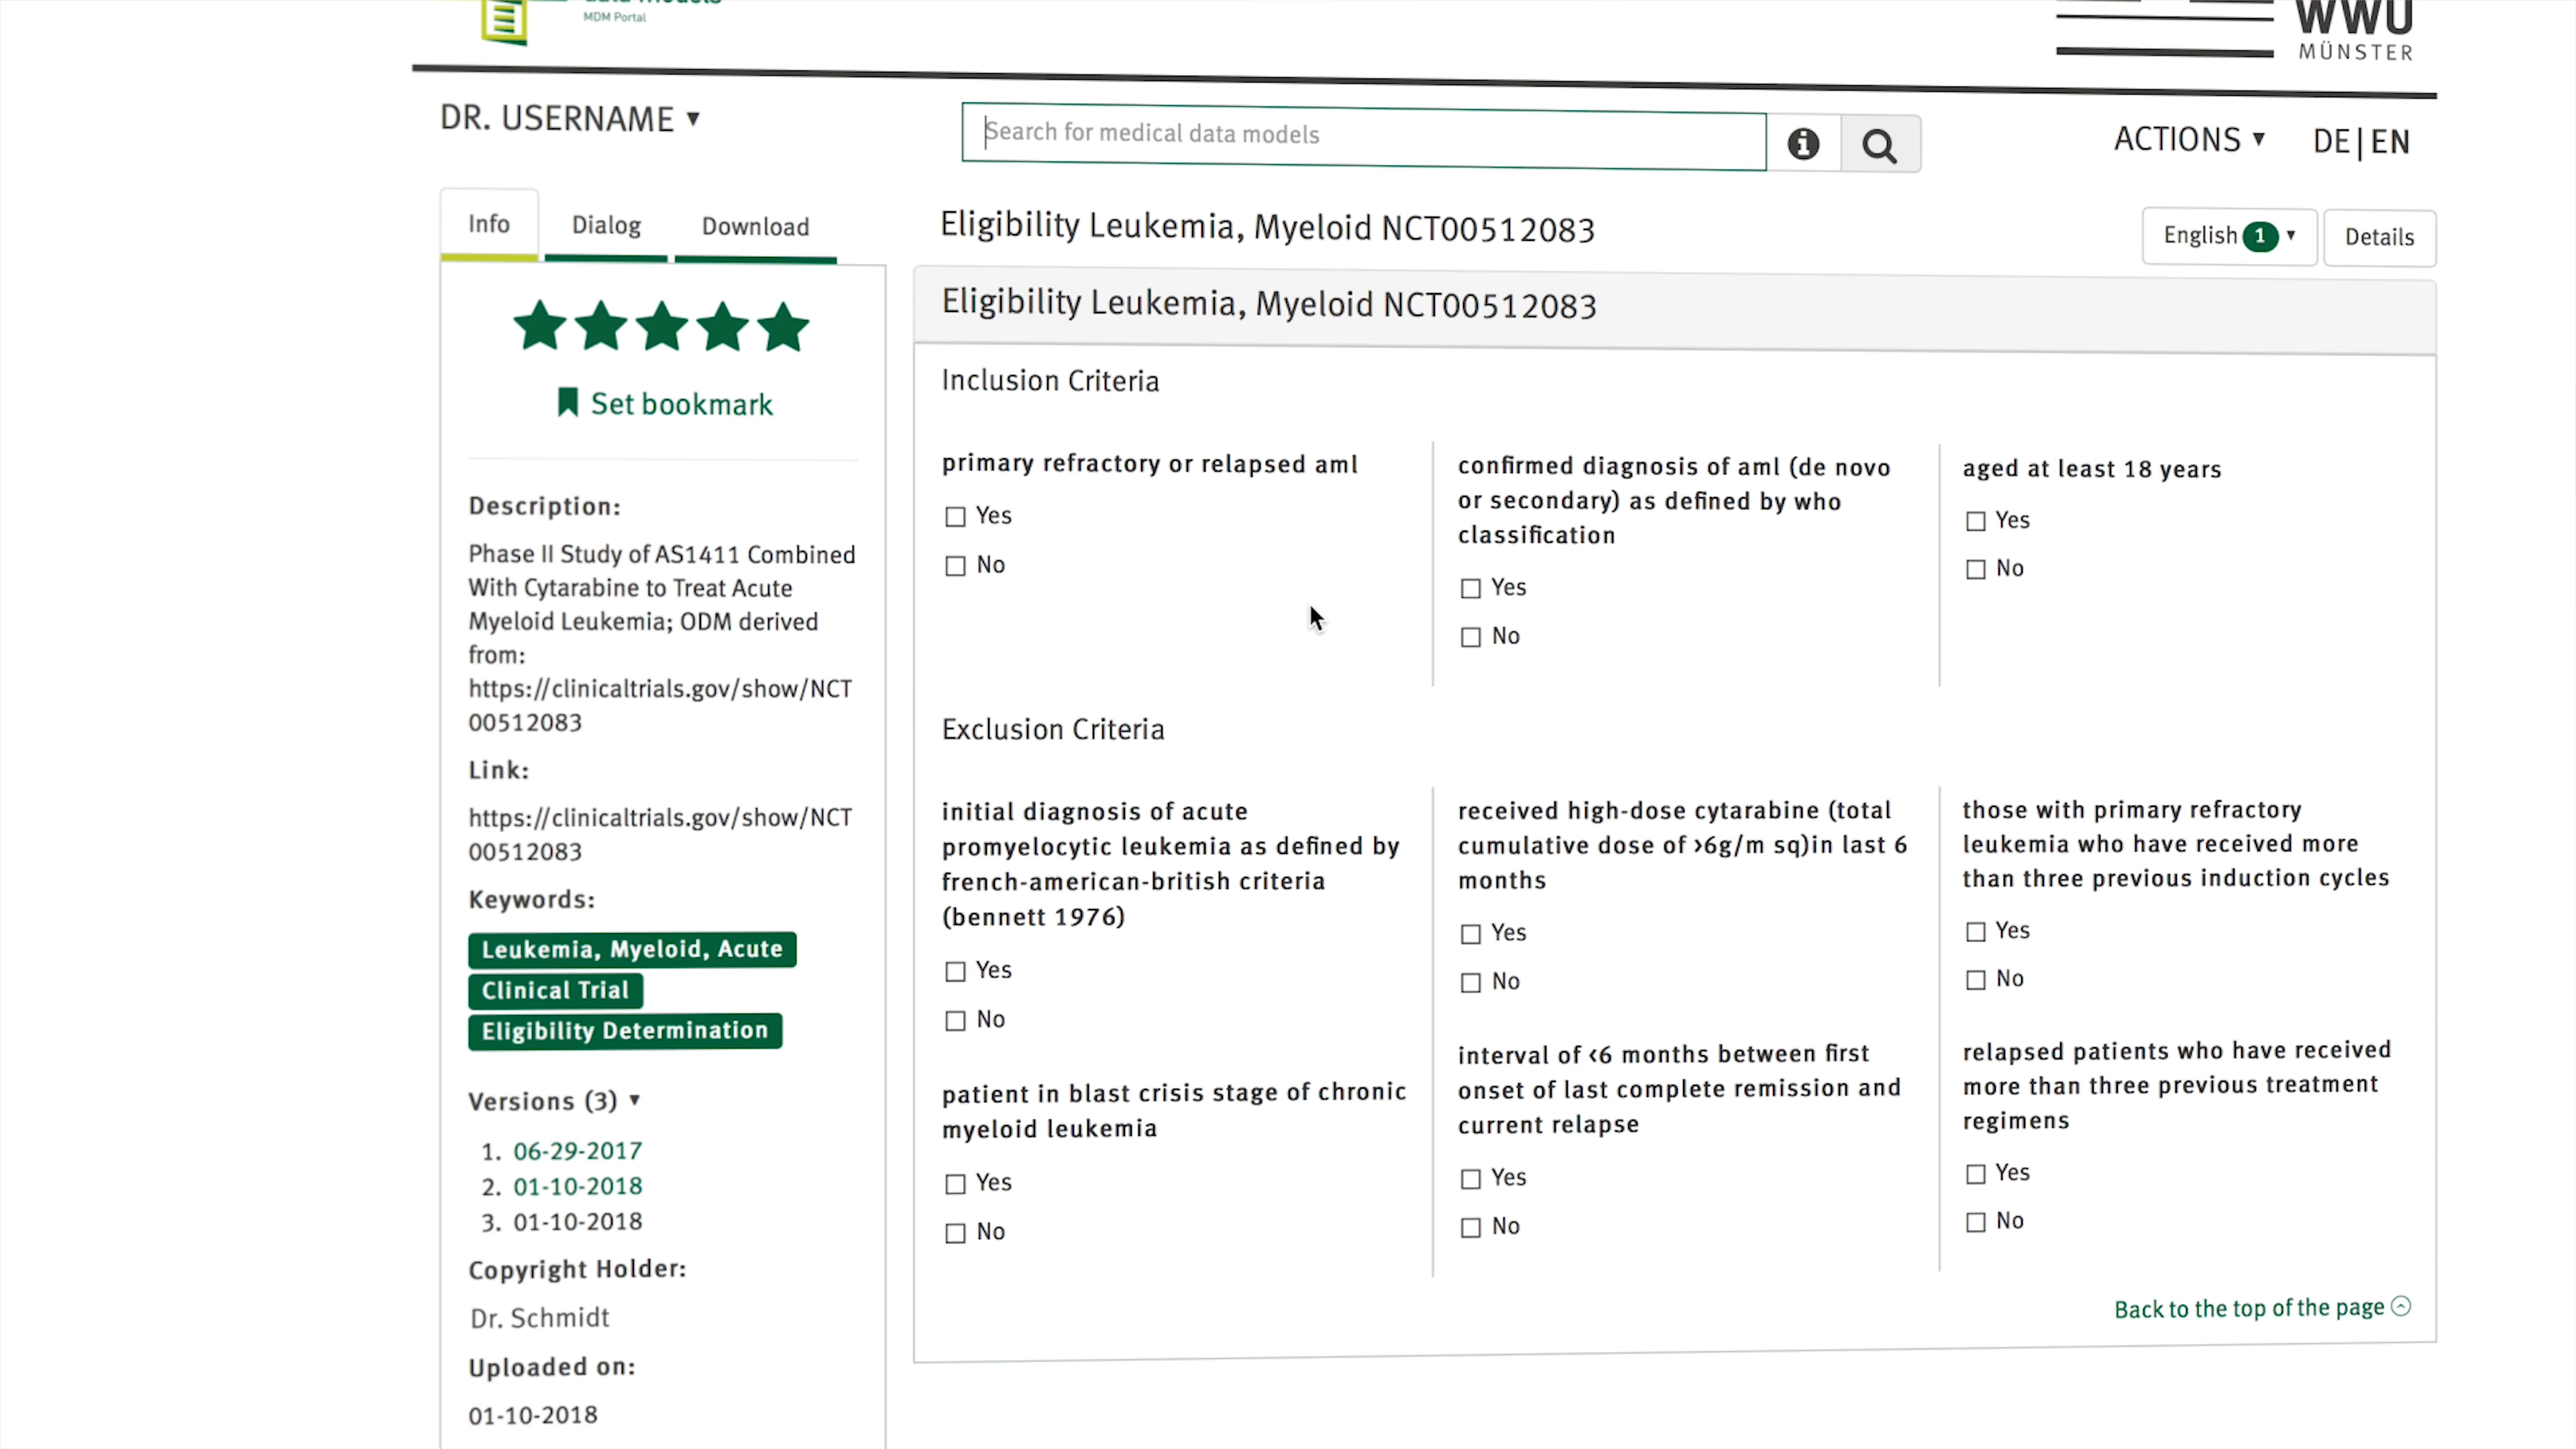 MDM Portal
WWU
MÜNSTER
DR. USERNAME ▼
Search for medical data models
ACTIONS ▼
DE|EN
Info
Dialog
Download
Eligibility Leukemia, Myeloid NCT00512083
English 1 ▼
Details
Set bookmark
Description:
Phase II Study of AS1411 Combined
With Cytarabine to Treat Acute
Myeloid Leukemia; ODM derived
from:
https://clinicaltrials.gov/show/NCT
00512083
Link:
https://clinicaltrials.gov/show/NCT
00512083
Keywords:
Leukemia, Myeloid, Acute
Clinical Trial
Eligibility Determination
Versions (3) ▼
1. 06-29-2017
2. 01-10-2018
3. 01-10-2018
Copyright Holder:
Dr. Schmidt
Uploaded on:
01-10-2018
Eligibility Leukemia, Myeloid NCT00512083
Inclusion Criteria
primary refractory or relapsed aml
Yes
No
confirmed diagnosis of aml (de novo
or secondary) as defined by who
classification
Yes
No
aged at least 18 years
Yes
No
Exclusion Criteria
initial diagnosis of acute
promyelocytic leukemia as defined by
french-american-british criteria
(bennett 1976)
Yes
No
received high-dose cytarabine (total
cumulative dose of >6g/m sq)in last 6
months
Yes
No
those with primary refractory
leukemia who have received more
than three previous induction cycles
Yes
No
patient in blast crisis stage of chronic
myeloid leukemia
Yes
No
interval of <6 months between first
onset of last complete remission and
current relapse
Yes
No
relapsed patients who have received
more than three previous treatment
regimens
Yes
No
Back to the top of the page